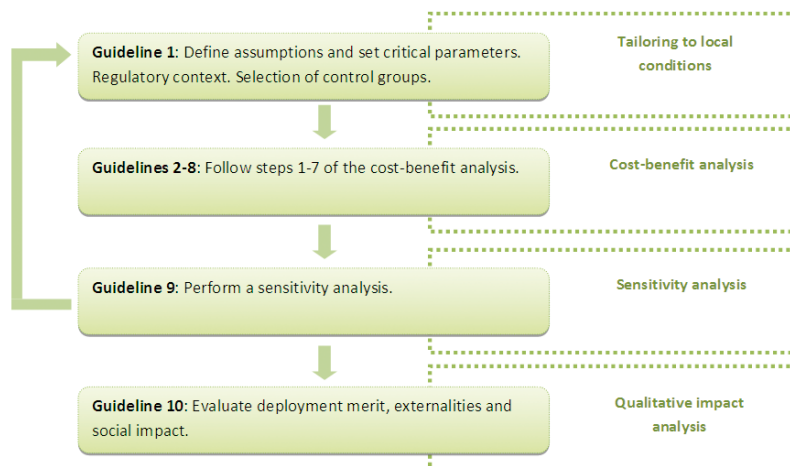 Guideline 1: Define assumptions and set critical parameters.
Regulatory context. Selection of control groups.
Tailoring to local
conditions
Guidelines 2-8: Follow steps 1-7 of the cost-benefit analysis.
Cost-benefit analysis
Guideline 9: Perform a sensitivity analysis.
Sensitivity analysis
Guideline 10: Evaluate deployment merit, externalities and
social impact.
Qualitative impact
analysis